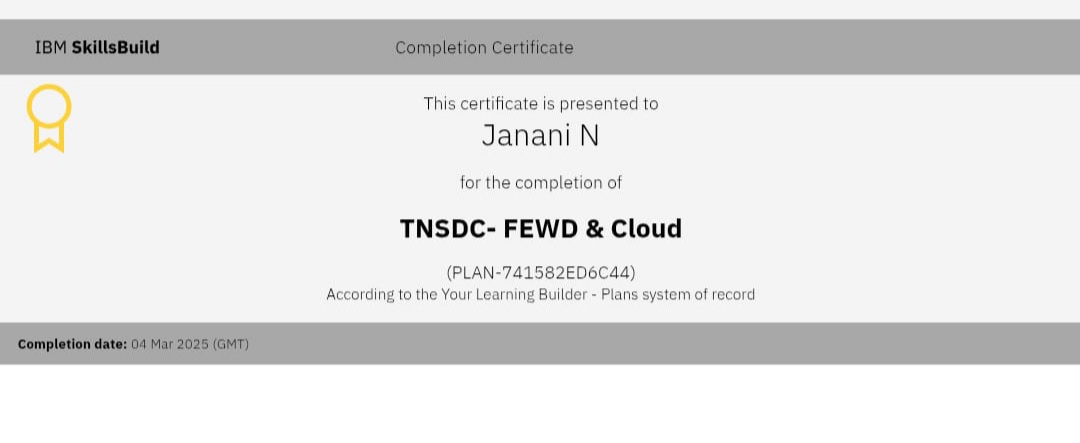 IBM SkillsBuild
Completion Certificate
This certificate is presented to
Janani N
for the completion of
TNSDC- FEWD & Cloud
(PLAN-741582ED6C44)
According to the Your Learning Builder - Plans system of record
Completion date: 04 Mar 2025 (GMT)